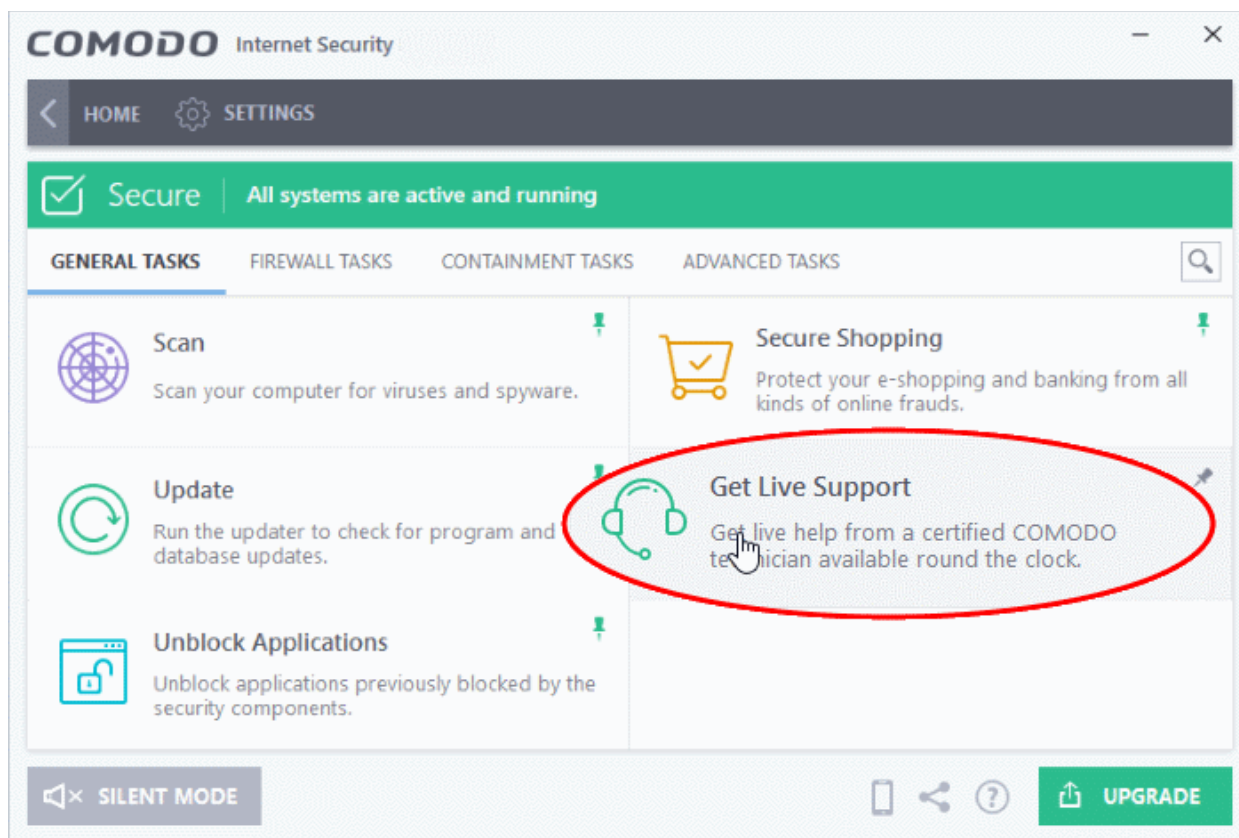 COMODO Internet Security
HOME SETTINGS
Secure All systems are active and running
GENERAL TASKS FIREWALL TASKS CONTAINMENT TASKS ADVANCED TASKS
Scan
Scan your computer for viruses and spyware.
Secure Shopping
Protect your e-shopping and banking from all
kinds of online frauds.
Update
Run the updater to check for program and
database updates.
Get Live Support
Get live help from a certified COMODO
technician available round the clock.
Unblock Applications
Unblock applications previously blocked by the
security components.
SILENT MODE
? UPGRADE